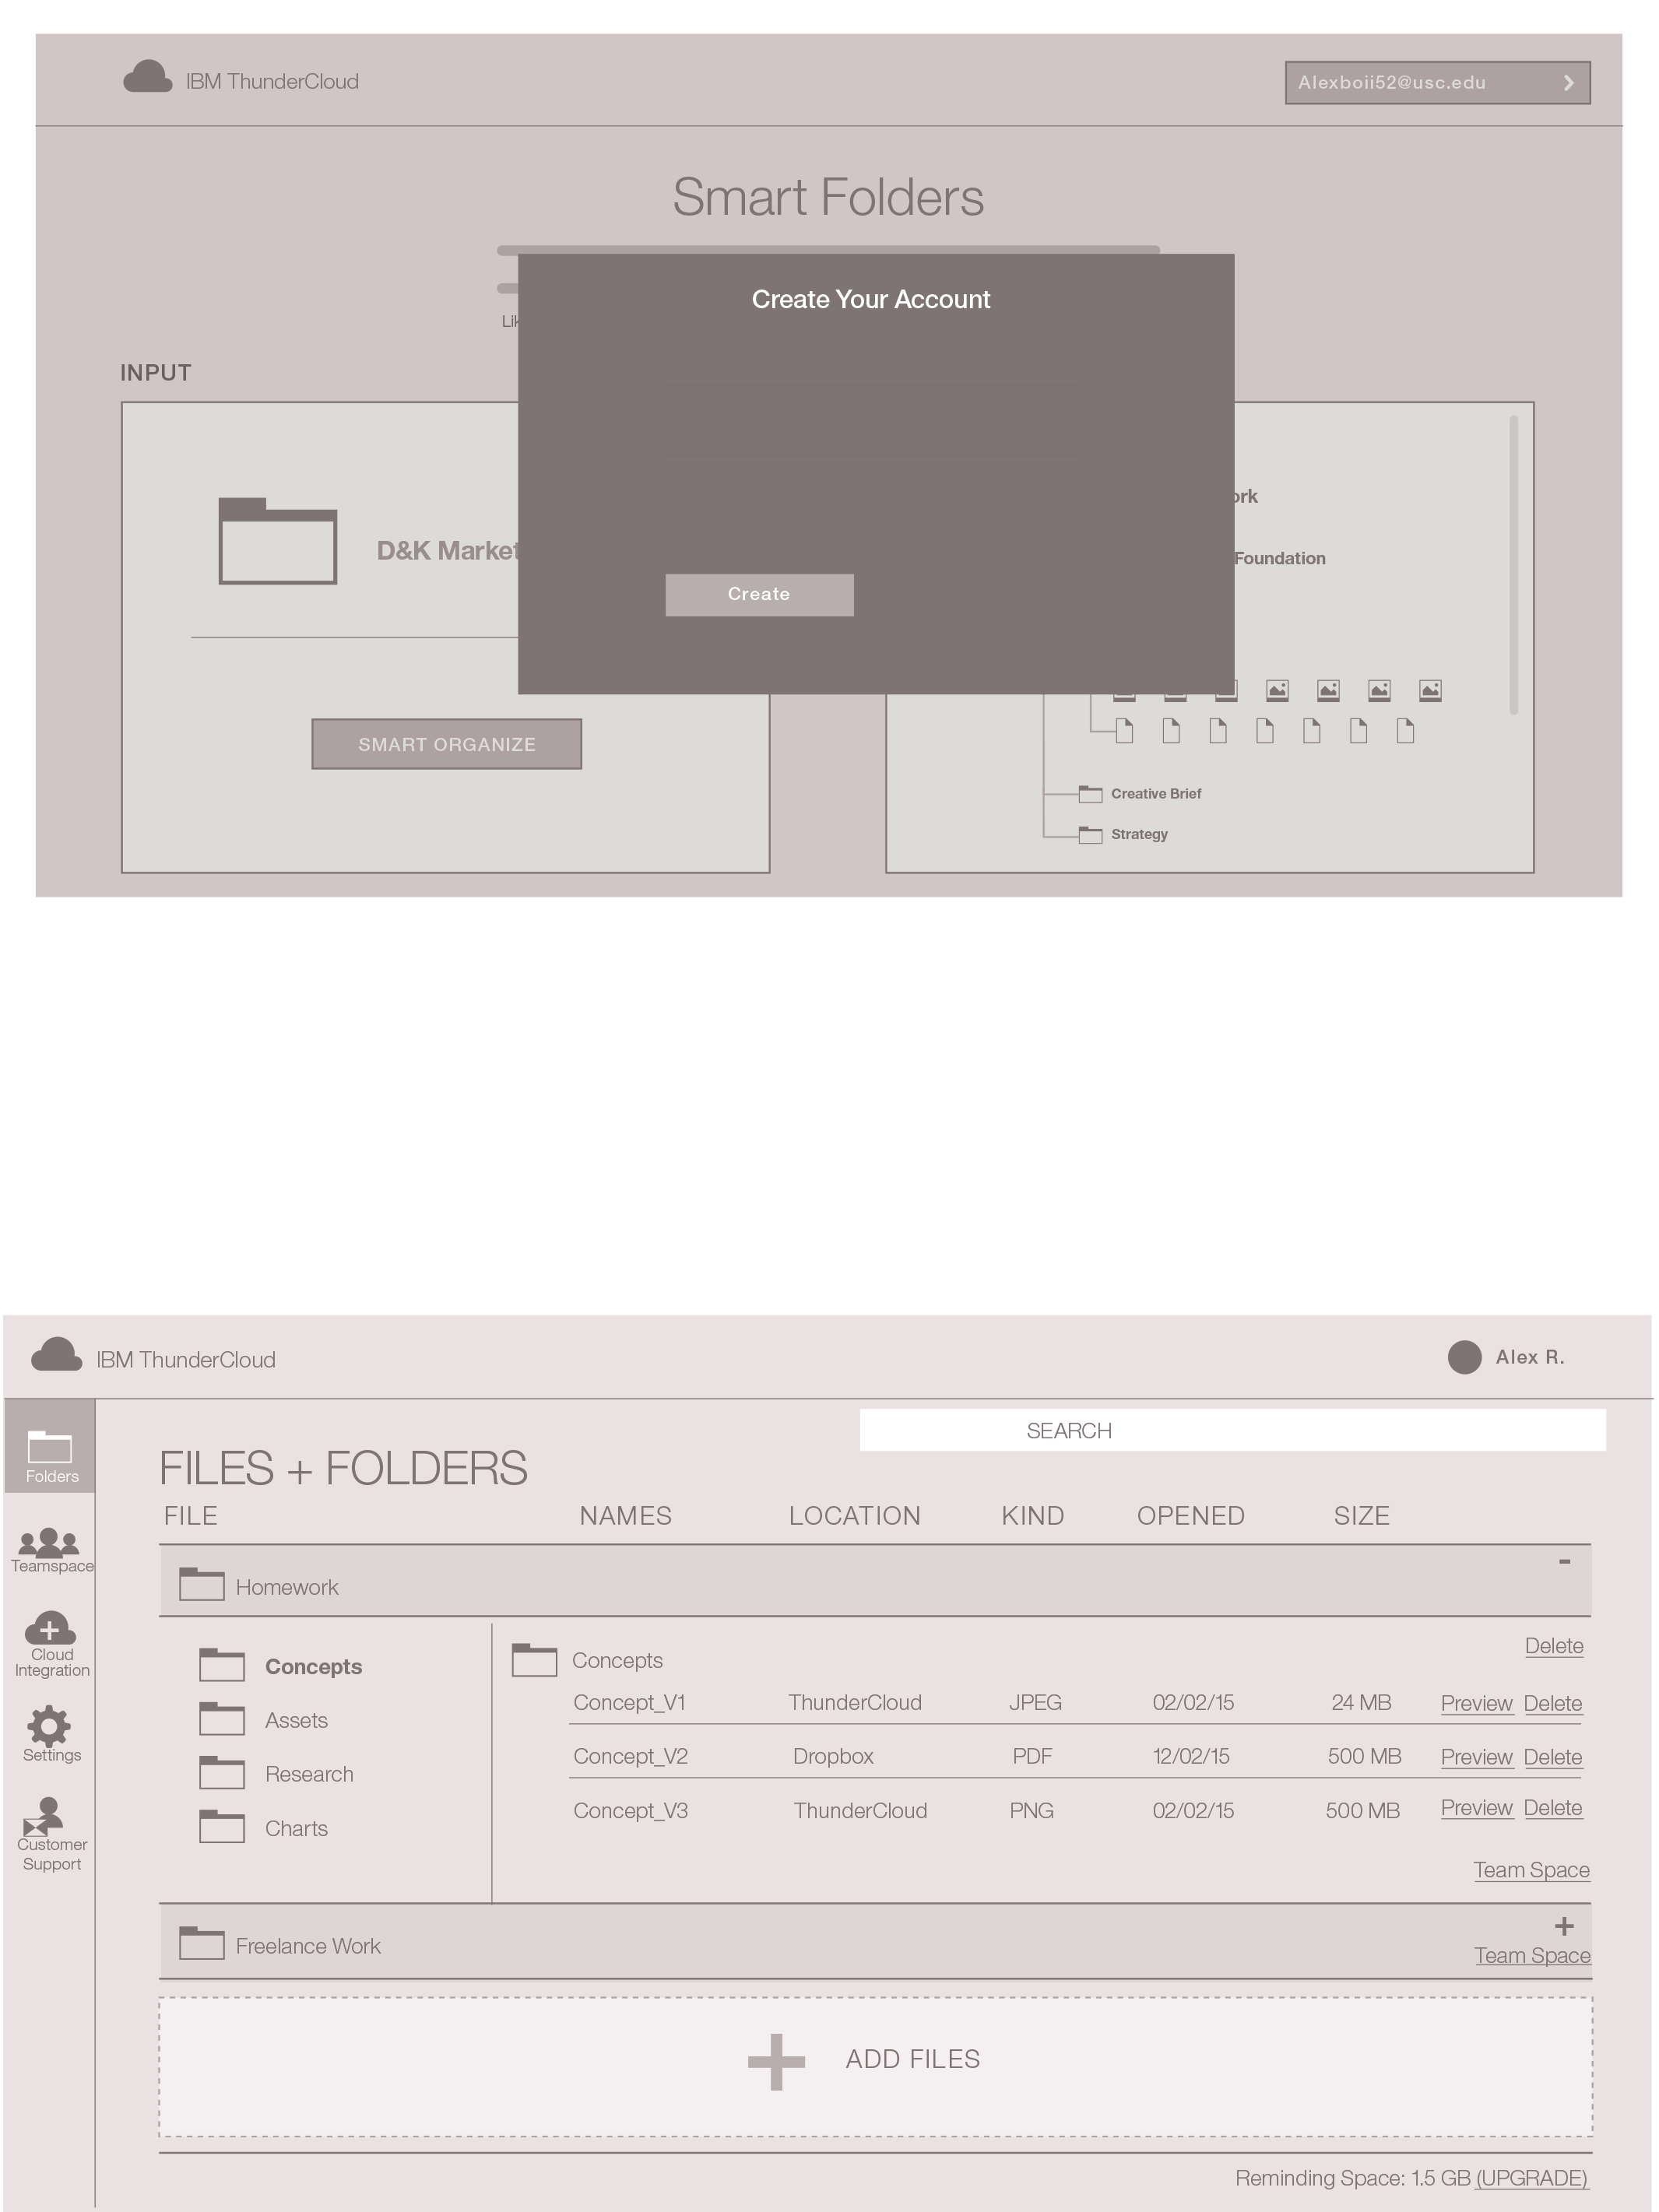 IBM ThunderCloud
Alexboii52@usc.edu
Smart Folders
Create Your Account
INPUT
D&K
Foundation
Create
SMART ORGANIZE
Creative Brief
Strategy
IBM ThunderCloud
Alex R.
SEARCH
FILES + FOLDERS
FILE NAMES LOCATION KIND OPENED SIZE
Folders
Teamspace
Cloud
Integration
Settings
Customer
Support
-
Homework
Concepts
Assets
Research
Charts
Concepts Delete
Concept_V1 ThunderCloud JPEG 02/02/15 24 MB Preview Delete
Concept_V2 Dropbox PDF 12/02/15 500 MB Preview Delete
Concept_V3 ThunderCloud PNG 02/02/15 500 MB Preview Delete
Team Space
+
Freelance Work
Team Space
ADD FILES
Reminding Space: 1.5 GB (UPGRADE)